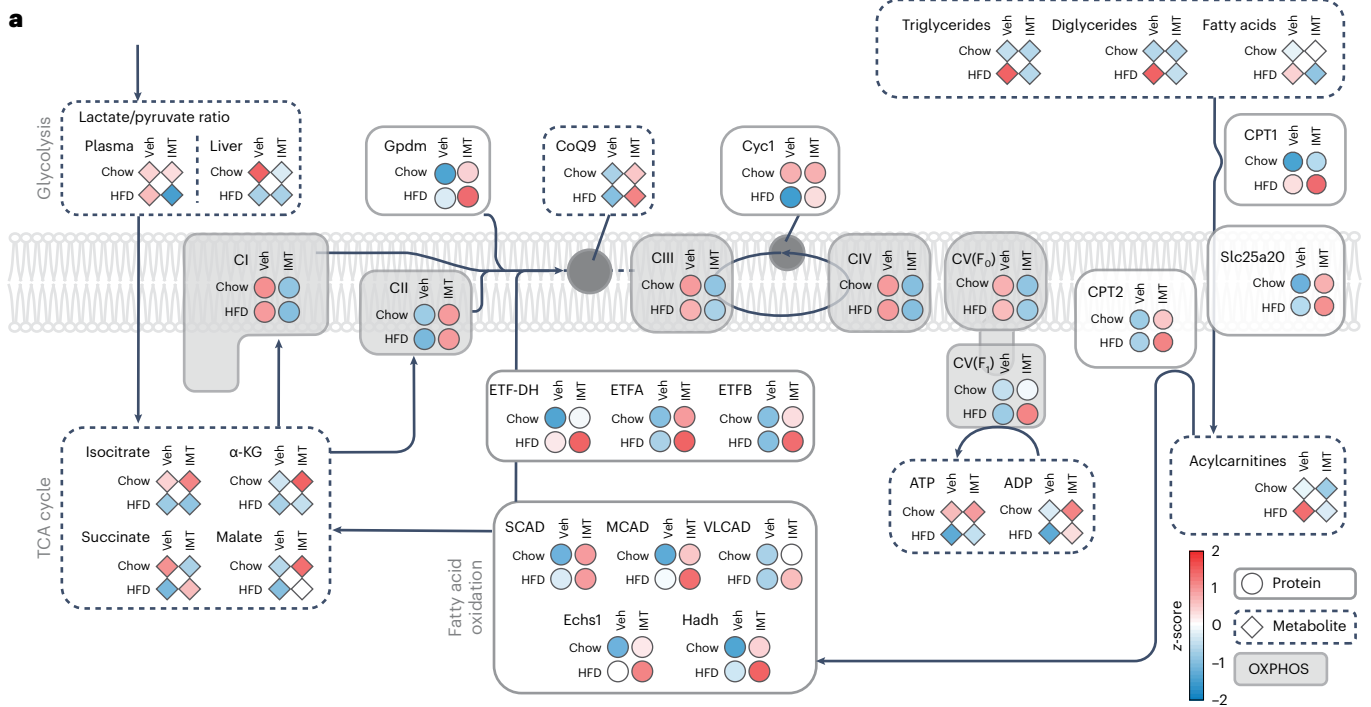 a
Triglycerides Veh IMT Diglycerides Veh IMT Fatty acids Veh IMT
Chow Chow Chow
HFD HFD HFD
Glycolysis
Lactate/pyruvate ratio
Plasma Veh IMT Liver Veh IMT
Chow Chow
HFD HFD
Gpdm Veh IMT
Chow
HFD
CoQ9 Veh IMT
Chow
HFD
Cyc1 Veh IMT
Chow
HFD
CPT1 Veh IMT
Chow
HFD
CI Veh IMT
Chow
HFD
CII Veh IMT
Chow
HFD
CIII Veh IMT
Chow
HFD
CIV Veh IMT
Chow
HFD
CV(F0) Veh IMT
Chow
HFD
CV(F1) Veh IMT
Chow
HFD
CPT2 Veh IMT
Chow
HFD
Slc25a20 Veh IMT
Chow
HFD
ETF-DH Veh IMT ETFA Veh IMT ETFB Veh IMT
Chow Chow Chow
HFD HFD HFD
TCA cycle
Isocitrate Veh IMT α-KG Veh IMT
Chow Chow
HFD HFD
Succinate Veh IMT Malate Veh IMT
Chow Chow
HFD HFD
Fatty acid
oxidation
SCAD Veh IMT MCAD Veh IMT VLCAD Veh IMT
Chow Chow Chow
HFD HFD HFD
Echs1 Veh IMT Hadh Veh IMT
Chow Chow
HFD HFD
ATP Veh IMT ADP Veh IMT
Chow Chow
HFD HFD
Acylcarnitines Veh IMT
Chow
HFD
z-score
2
1
0
−1
−2
Protein
Metabolite
OXPHOS